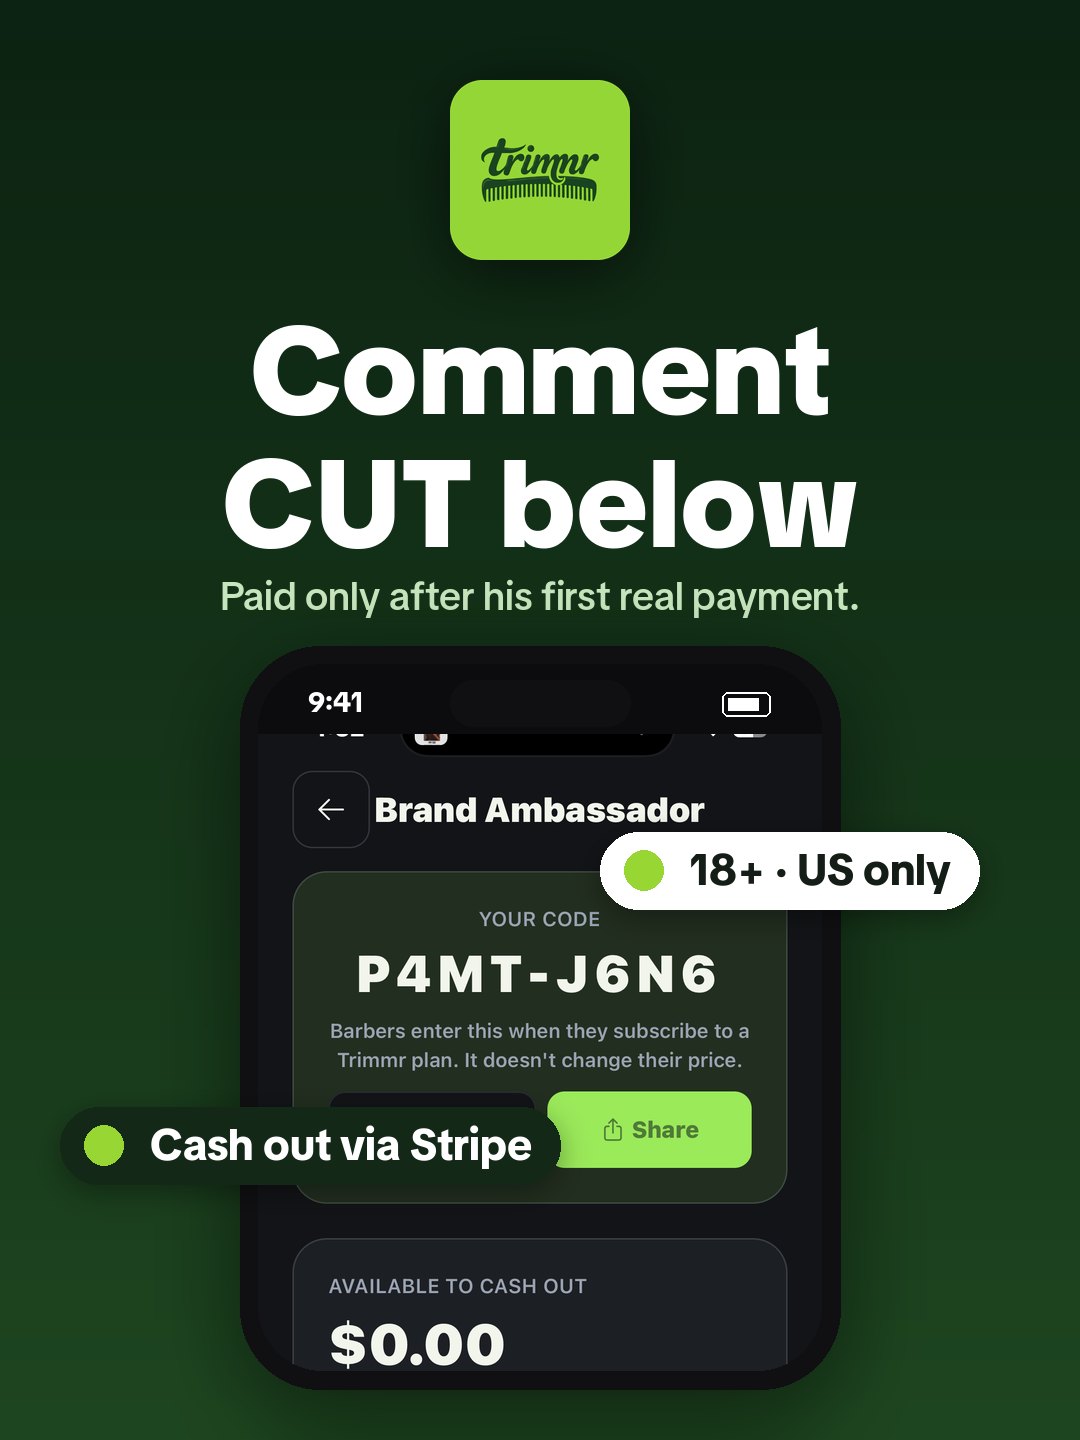 trimmr
Comment
CUT below
Paid only after his first real payment.
9:41
Brand Ambassador
18+ · US only
YOUR CODE
P4MT-J6N6
Barbers enter this when they subscribe to a
Trimmr plan. It doesn't change their price.
Cash out via Stripe
Share
AVAILABLE TO CASH OUT
$0.00